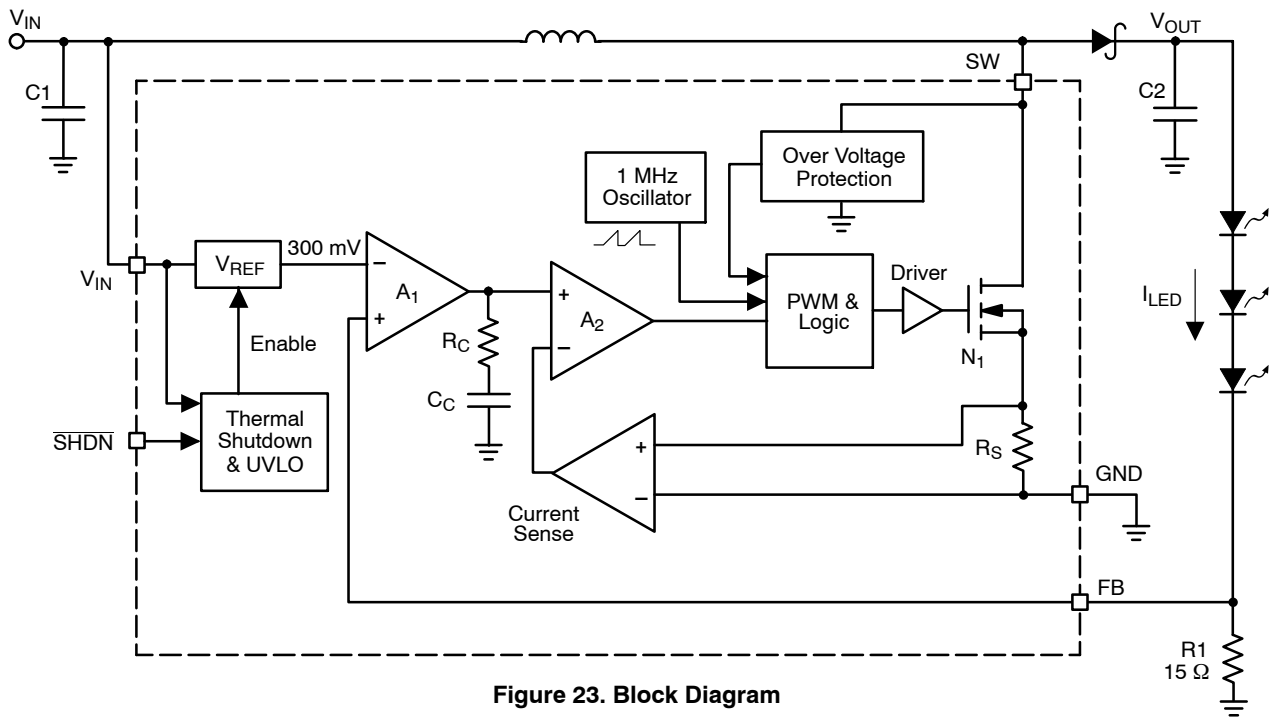 VIN
VOUT
SW
C1
C2
Over Voltage
Protection
1 MHz
Oscillator
300 mV
VREF
VIN
–
+
A1
+
–
A2
PWM &
Logic
Driver
N1
ILED
Enable
RC
CC
Thermal
Shutdown
& UVLO
SHDN
+
–
RS
GND
Current
Sense
FB
R1
15 Ω
Figure 23. Block Diagram